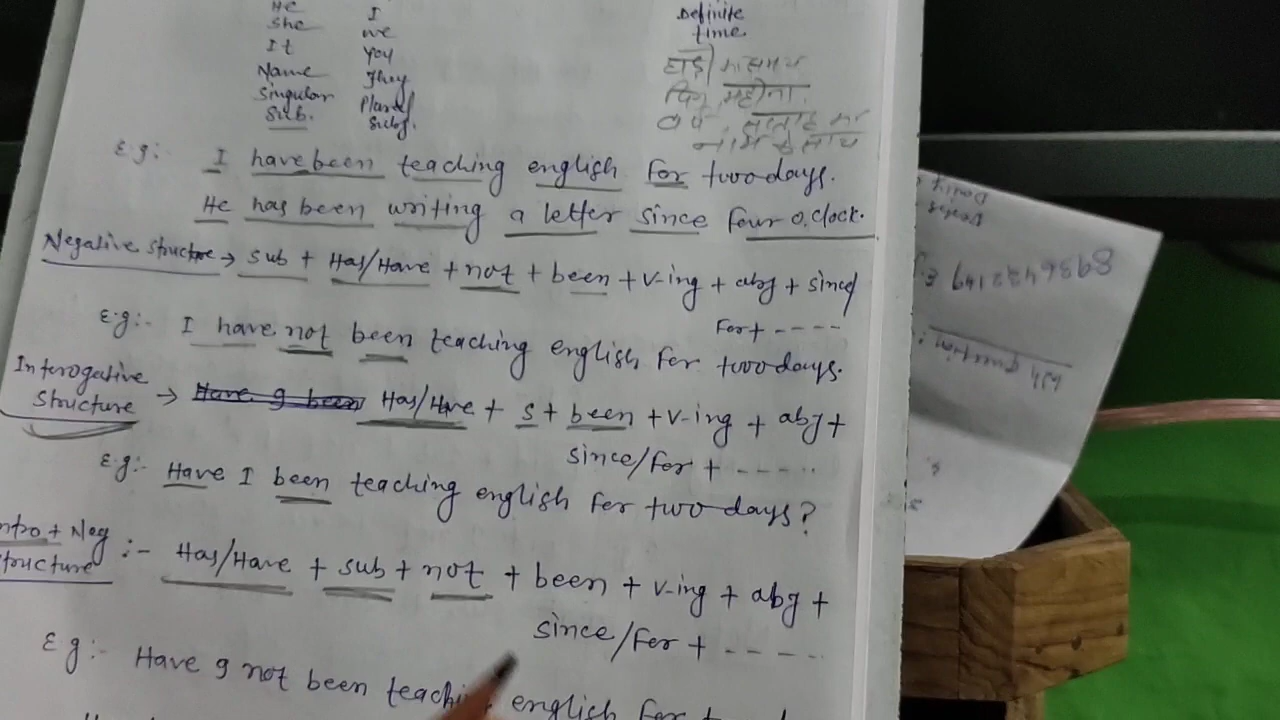 He I Definite
She we time
It You
Name They
Singular Plural महीना
Sub. Subj.
E.g:- I have been teaching english for two days.
He has been writing a letter since four o,clock.
Negative structure → sub + Has/Have + not + been + v-ing + obj + since/
For + ----
E.g:- I have not been teaching english for two days.
Interogative
structure → Has/Have + s + been + v-ing + obj +
since/for + -----
E.g:- Have I been teaching english for two days?
+ Neg
structure :- Has/Have + sub + not + been + v-ing + obj +
since/for + -----
E.g:- Have I not been teaching english for
Wh question :
8936432149